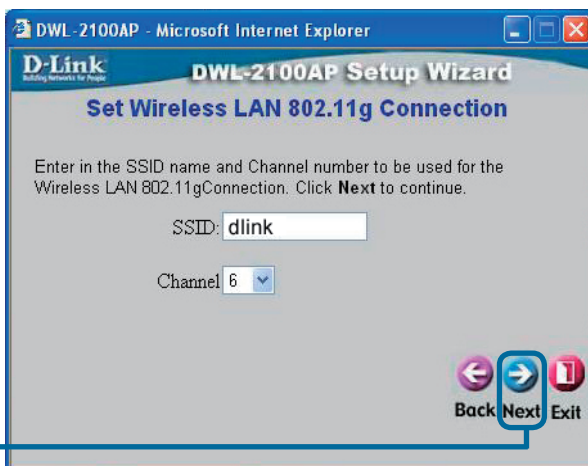 DWL-2100AP - Microsoft Internet Explorer
D-Link
Building Networks for People
DWL-2100AP Setup Wizard
Set Wireless LAN 802.11g Connection
Enter in the SSID name and Channel number to be used for the
Wireless LAN 802.11gConnection. Click Next to continue.
SSID: dlink
Channel 6
Back Next Exit